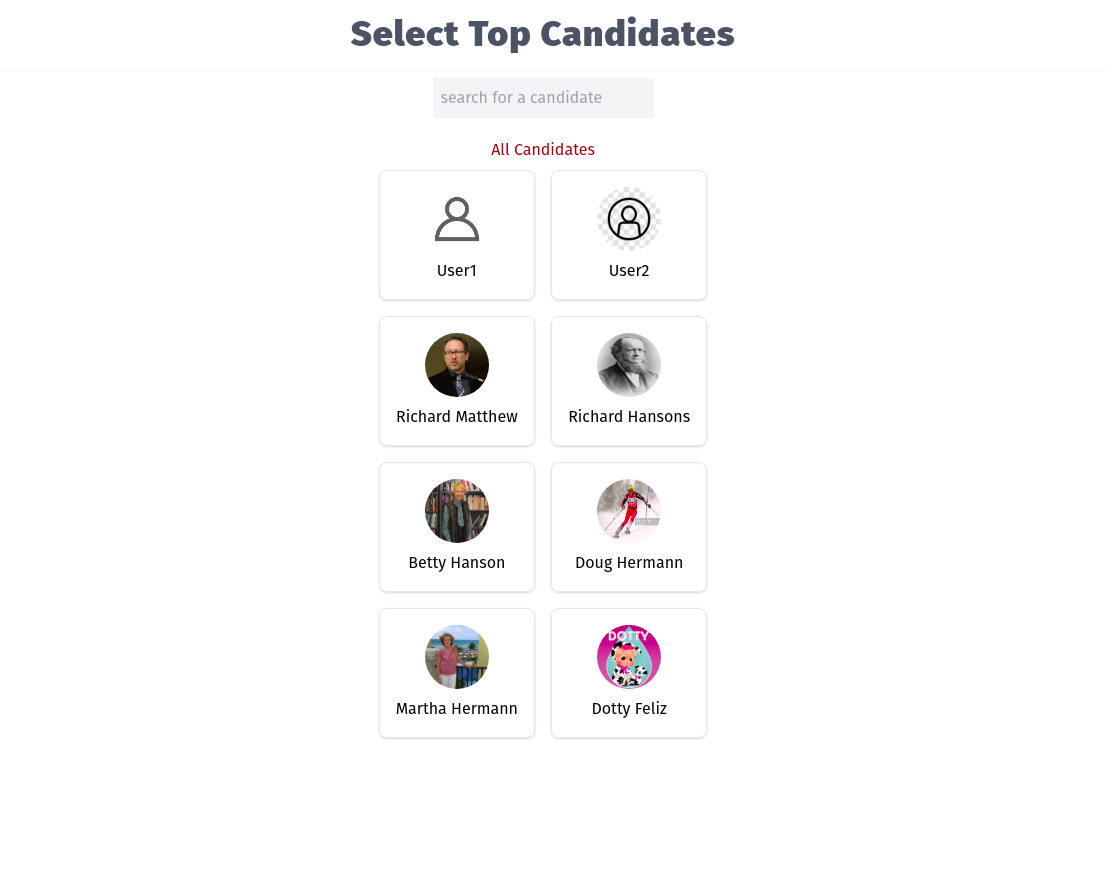 Select Top Candidates
search for a candidate
All Candidates
User1
User2
Richard Matthew
Richard Hansons
Betty Hanson
Doug Hermann
DOTTY
Martha Hermann
Dotty Feliz